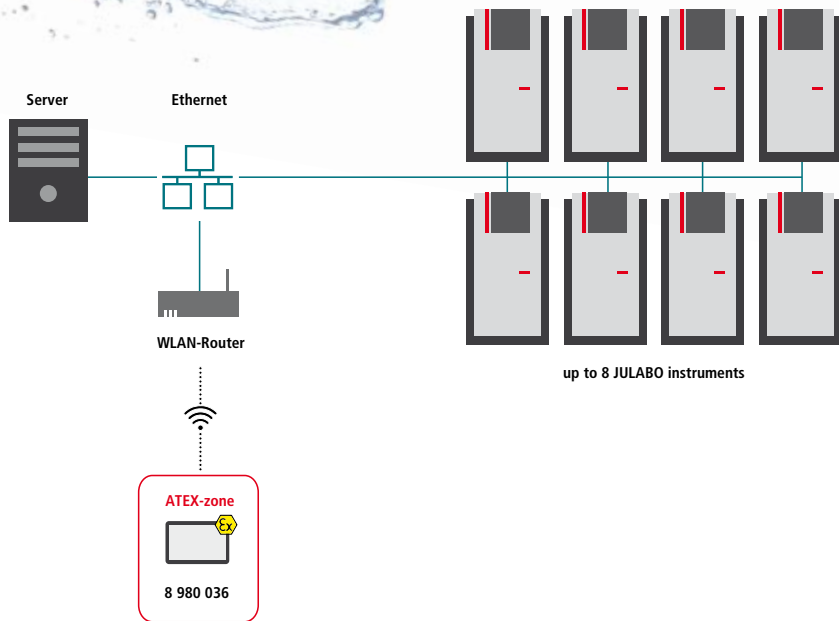 Server
Ethernet
WLAN-Router
up to 8 JULABO instruments
ATEX-zone
Ex
8 980 036